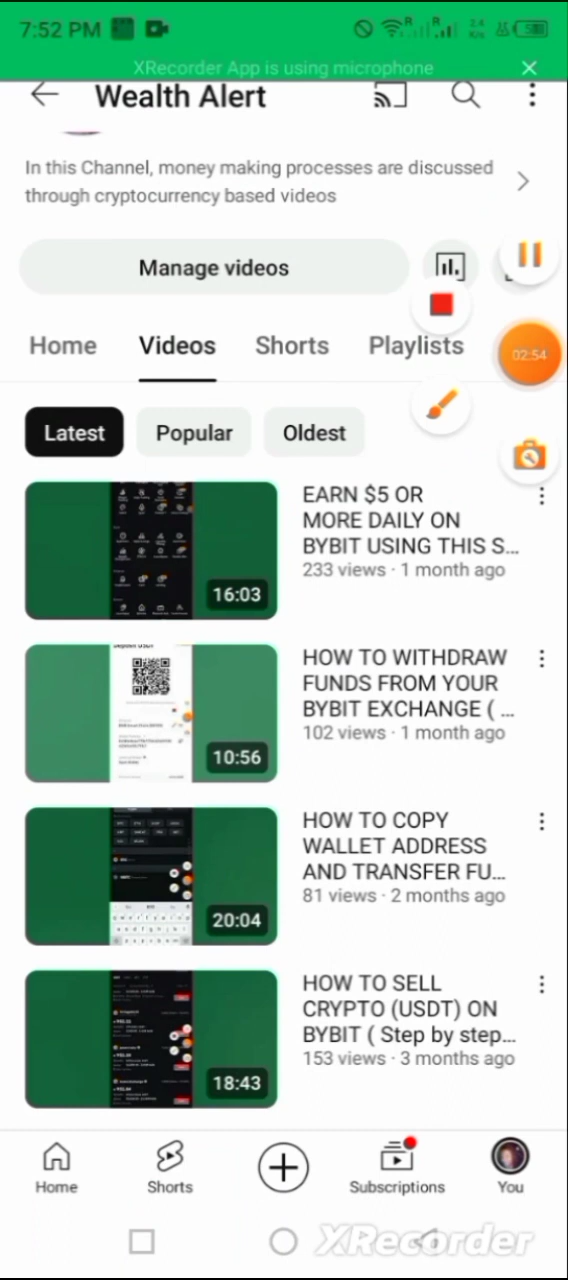 7:52 PM
XRecorder App is using microphone
Wealth Alert
In this Channel, money making processes are discussed
through cryptocurrency based videos
Manage videos
Home Videos Shorts Playlists
02:54
Latest Popular Oldest
EARN $5 OR
MORE DAILY ON
BYBIT USING THIS S...
233 views · 1 month ago
16:03
HOW TO WITHDRAW
FUNDS FROM YOUR
BYBIT EXCHANGE ( ...
102 views · 1 month ago
10:56
HOW TO COPY
WALLET ADDRESS
AND TRANSFER FU...
81 views · 2 months ago
20:04
HOW TO SELL
CRYPTO (USDT) ON
BYBIT ( Step by step...
153 views · 3 months ago
18:43
Home Shorts Subscriptions You
XRecorder